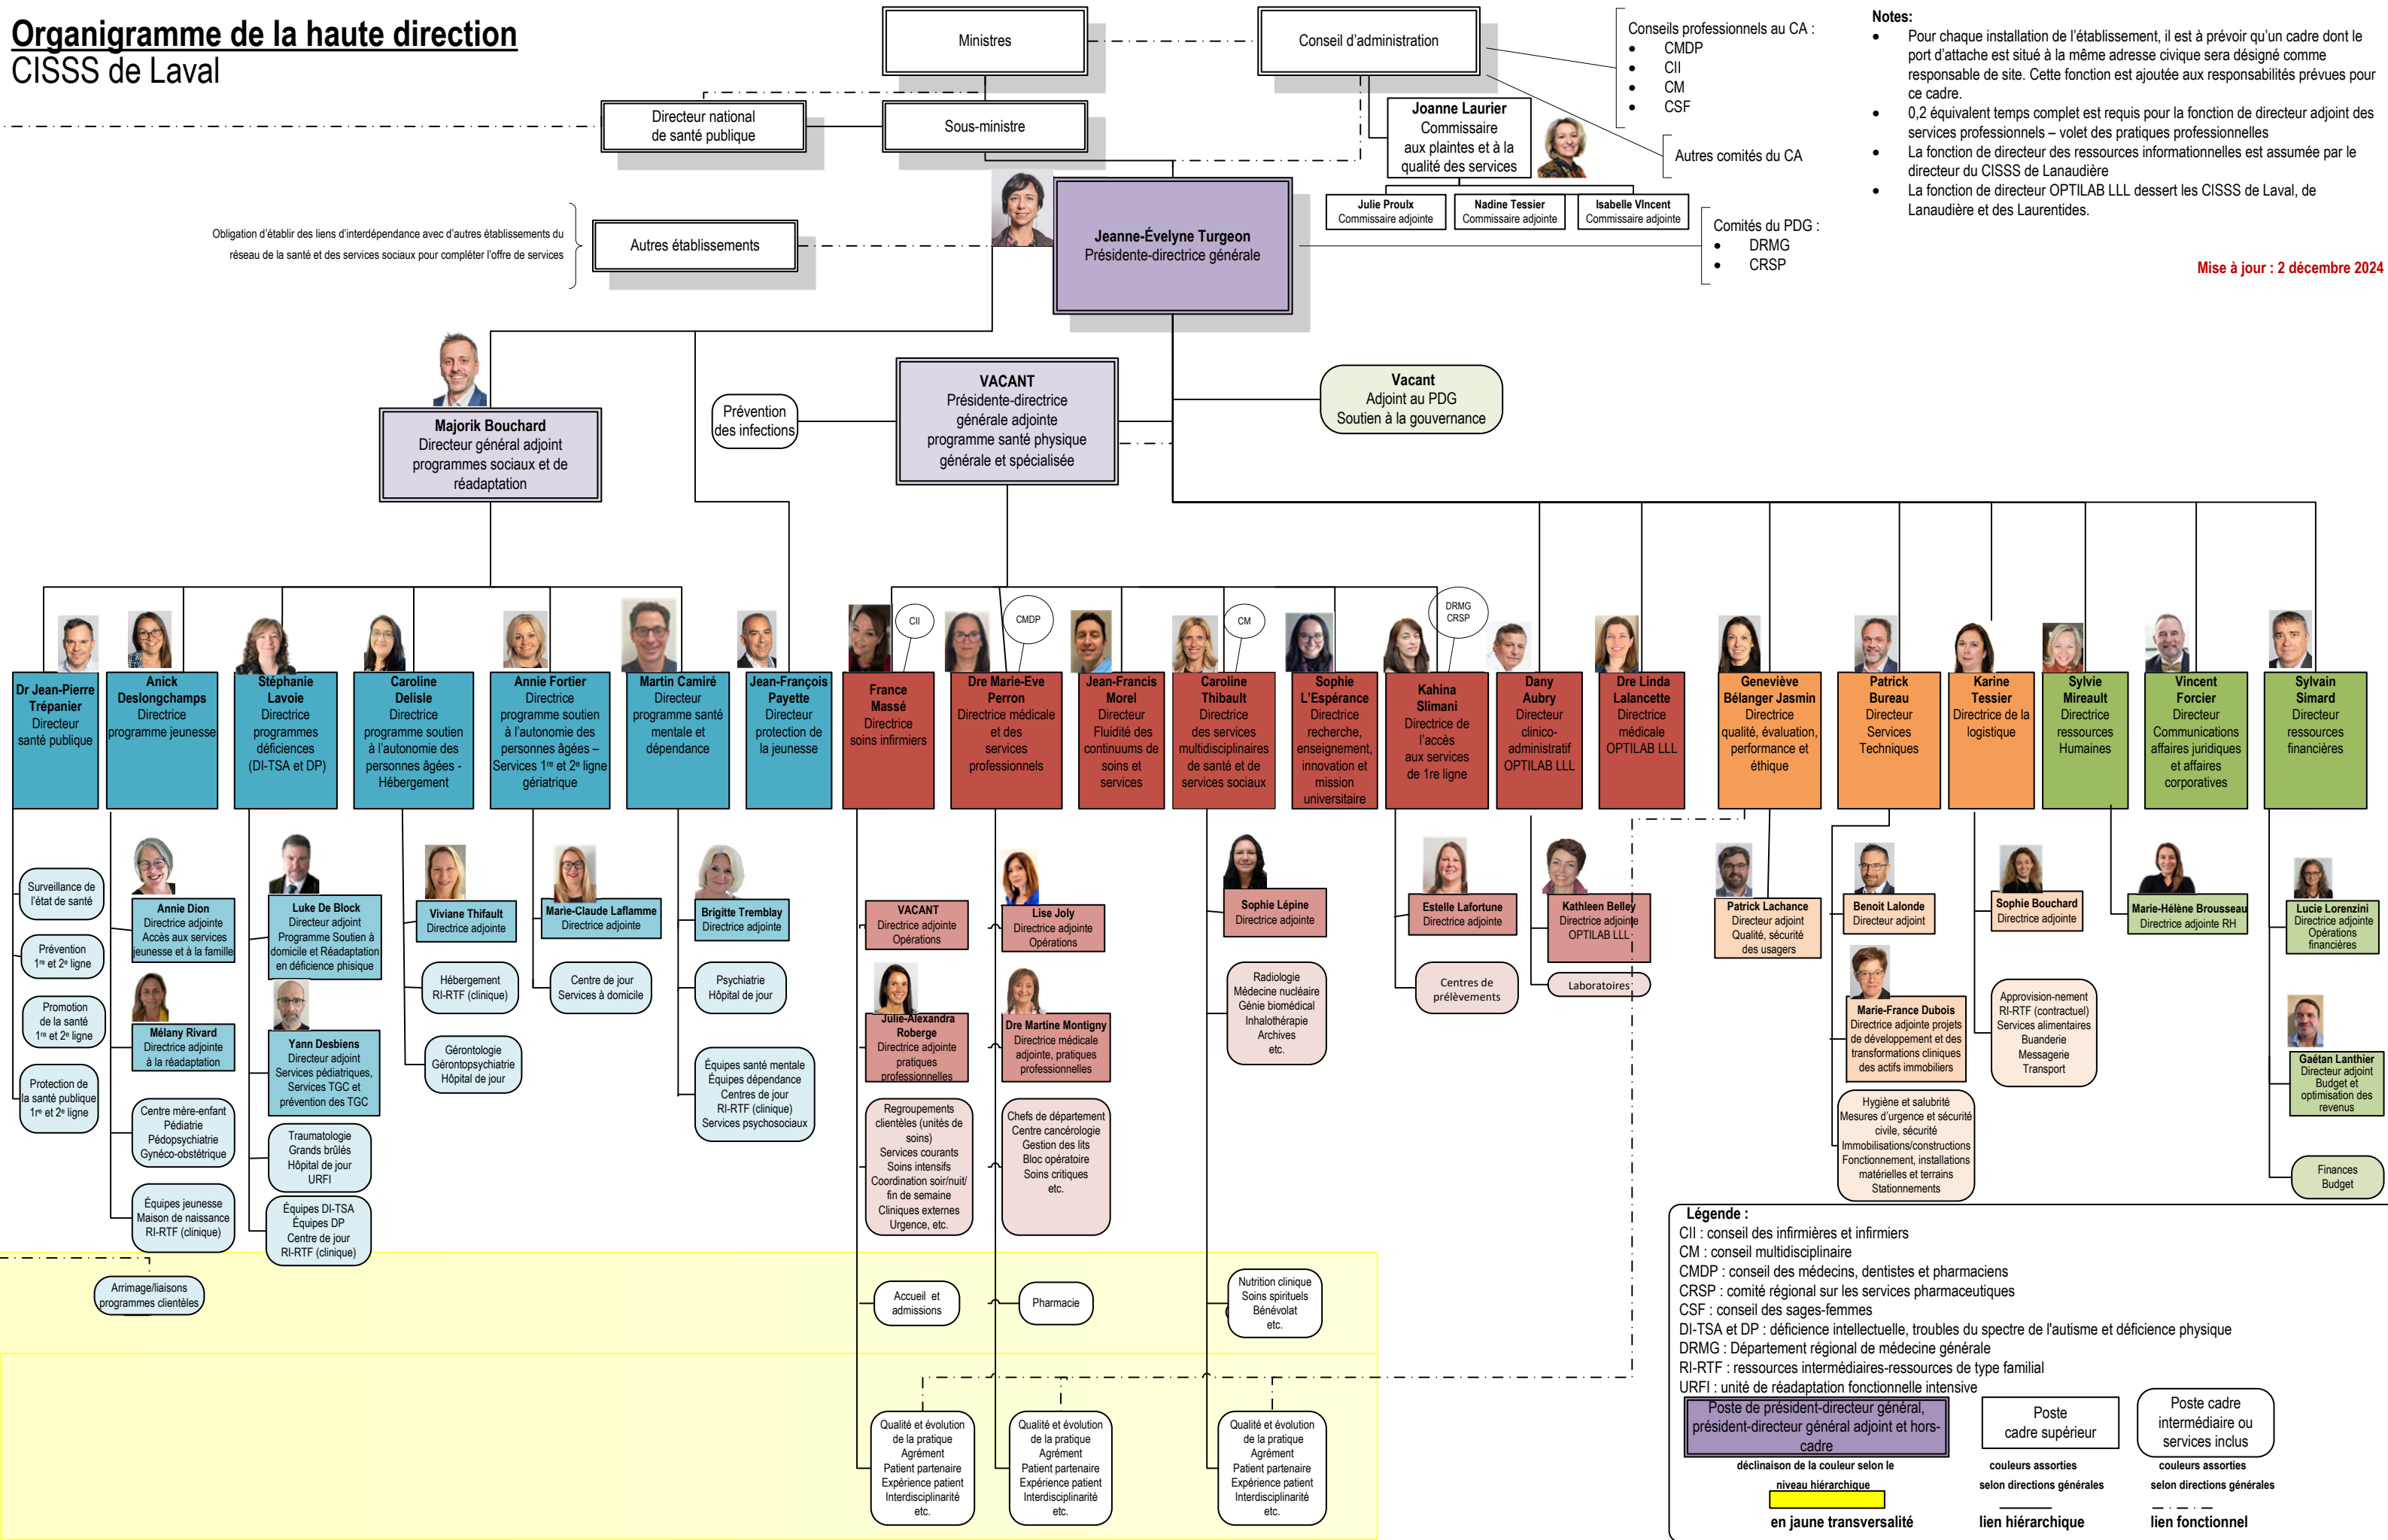 Organigramme de la haute direction
CISSS de Laval
Ministres
Conseil d'administration
Conseils professionnels au CA :
• CMDP
• CII
• CM
• CSF
Autres comités du CA
Notes:
• Pour chaque installation de l'établissement, il est à prévoir qu'un cadre dont le
port d'attache est situé à la même adresse civique sera désigné comme
responsable de site. Cette fonction est ajoutée aux responsabilités prévues pour
ce cadre.
• 0,2 équivalent temps complet est requis pour la fonction de directeur adjoint des
services professionnels – volet des pratiques professionnelles
• La fonction de directeur des ressources informationnelles est assumée par le
directeur du CISSS de Lanaudière
• La fonction de directeur OPTILAB LLL dessert les CISSS de Laval, de
Lanaudière et des Laurentides.
Mise à jour : 2 décembre 2024
Directeur national
de santé publique
Sous-ministre
Joanne Laurier
Commissaire
aux plaintes et à la
qualité des services
Julie Proulx
Commissaire adjointe
Nadine Tessier
Commissaire adjointe
Isabelle VIncent
Commissaire adjointe
Obligation d'établir des liens d'interdépendance avec d'autres établissements du
réseau de la santé et des services sociaux pour compléter l'offre de services
Autres établissements
Jeanne-Évelyne Turgeon
Présidente-directrice générale
Comités du PDG :
• DRMG
• CRSP
Majorik Bouchard
Directeur général adjoint
programmes sociaux et de
réadaptation
Prévention
des infections
VACANT
Présidente-directrice
générale adjointe
programme santé physique
générale et spécialisée
Vacant
Adjoint au PDG
Soutien à la gouvernance
CII
CMDP
CM
DRMG
CRSP
Dr Jean-Pierre
Trépanier
Directeur
santé publique
Anick
Deslongchamps
Directrice
programme jeunesse
Stéphanie
Lavoie
Directrice
programmes
déficiences
(DI-TSA et DP)
Caroline
Delisle
Directrice
programme soutien
à l'autonomie des
personnes âgées -
Hébergement
Annie Fortier
Directrice
programme soutien
à l'autonomie des
personnes âgées –
Services 1re et 2e ligne
gériatrique
Martin Camiré
Directeur
programme santé
mentale et
dépendance
Jean-François
Payette
Directeur
protection de
la jeunesse
France
Massé
Directrice
soins infirmiers
Dre Marie-Eve
Perron
Directrice médicale
et des
services
professionnels
Jean-Francis
Morel
Directeur
Fluidité des
continuums de
soins et
services
Caroline
Thibault
Directrice
des services
multidisciplinaires
de santé et de
services sociaux
Sophie
L'Espérance
Directrice
recherche,
enseignement,
innovation et
mission
universitaire
Kahina
Slimani
Directrice de
l'accès
aux services
de 1re ligne
Dany
Aubry
Directeur
clinico-
administratif
OPTILAB LLL
Dre Linda
Lalancette
Directrice
médicale
OPTILAB LLL
Geneviève
Bélanger Jasmin
Directrice
qualité, évaluation,
performance et
éthique
Patrick
Bureau
Directeur
Services
Techniques
Karine
Tessier
Directrice de la
logistique
Sylvie
Mireault
Directrice
ressources
Humaines
Vincent
Forcier
Directeur
Communications
affaires juridiques
et affaires
corporatives
Sylvain
Simard
Directeur
ressources
financières
Surveillance de
l'état de santé
Prévention
1re et 2e ligne
Promotion
de la santé
1re et 2e ligne
Protection de
la santé publique
1re et 2e ligne
Annie Dion
Directrice adjointe
Accès aux services
jeunesse et à la famille
Mélany Rivard
Directrice adjointe
à la réadaptation
Centre mère-enfant
Pédiatrie
Pédopsychiatrie
Gynéco-obstétrique
Équipes jeunesse
Maison de naissance
RI-RTF (clinique)
Luke De Block
Directeur adjoint
Programme Soutien à
domicile et Réadaptation
en déficience phisique
Yann Desbiens
Directeur adjoint
Services pédiatriques,
Services TGC et
prévention des TGC
Traumatologie
Grands brûlés
Hôpital de jour
URFI
Équipes DI-TSA
Équipes DP
Centre de jour
RI-RTF (clinique)
Viviane Thifault
Directrice adjointe
Hébergement
RI-RTF (clinique)
Gérontologie
Gérontopsychiatrie
Hôpital de jour
Marie-Claude Laflamme
Directrice adjointe
Centre de jour
Services à domicile
Brigitte Tremblay
Directrice adjointe
Psychiatrie
Hôpital de jour
Équipes santé mentale
Équipes dépendance
Centres de jour
RI-RTF (clinique)
Services psychosociaux
VACANT
Directrice adjointe
Opérations
Julie-Alexandra
Roberge
Directrice adjointe
pratiques
professionnelles
Regroupements
clientèles (unités de
soins)
Services courants
Soins intensifs
Coordination soir/nuit/
fin de semaine
Cliniques externes
Urgence, etc.
Lise Joly
Directrice adjointe
Opérations
Dre Martine Montigny
Directrice médicale
adjointe, pratiques
professionnelles
Chefs de département
Centre cancérologie
Gestion des lits
Bloc opératoire
Soins critiques
etc.
Sophie Lépine
Directrice adjointe
Radiologie
Médecine nucléaire
Génie biomédical
Inhalothérapie
Archives
etc.
Estelle Lafortune
Directrice adjointe
Centres de
prélèvements
Kathleen Belley
Directrice adjointe
OPTILAB LLL
Laboratoires
Patrick Lachance
Directeur adjoint
Qualité, sécurité
des usagers
Benoit Lalonde
Directeur adjoint
Marie-France Dubois
Directrice adjointe projets
de développement et des
transformations cliniques
des actifs immobiliers
Hygiène et salubrité
Mesures d'urgence et sécurité
civile, sécurité
Immobilisations/constructions
Fonctionnement, installations
matérielles et terrains
Stationnements
Sophie Bouchard
Directrice adjointe
Approvision-nement
RI-RTF (contractuel)
Services alimentaires
Buanderie
Messagerie
Transport
Marie-Hélène Brousseau
Directrice adjointe RH
Lucie Lorenzini
Directrice adjointe
Opérations
financières
Gaétan Lanthier
Directeur adjoint
Budget et
optimisation des
revenus
Finances
Budget
Arrimage/liaisons
programmes clientèles
Accueil et
admissions
Pharmacie
Nutrition clinique
Soins spirituels
Bénévolat
etc.
Qualité et évolution
de la pratique
Agrément
Patient partenaire
Expérience patient
Interdisciplinarité
etc.
Qualité et évolution
de la pratique
Agrément
Patient partenaire
Expérience patient
Interdisciplinarité
etc.
Qualité et évolution
de la pratique
Agrément
Patient partenaire
Expérience patient
Interdisciplinarité
etc.
Légende :
CII : conseil des infirmières et infirmiers
CM : conseil multidisciplinaire
CMDP : conseil des médecins, dentistes et pharmaciens
CRSP : comité régional sur les services pharmaceutiques
CSF : conseil des sages-femmes
DI-TSA et DP : déficience intellectuelle, troubles du spectre de l'autisme et déficience physique
DRMG : Département régional de médecine générale
RI-RTF : ressources intermédiaires-ressources de type familial
URFI : unité de réadaptation fonctionnelle intensive
Poste de président-directeur général,
président-directeur général adjoint et hors-
cadre
déclinaison de la couleur selon le
niveau hiérarchique
en jaune transversalité
Poste
cadre supérieur
couleurs assorties
selon directions générales
lien hiérarchique
Poste cadre
intermédiaire ou
services inclus
couleurs assorties
selon directions générales
lien fonctionnel